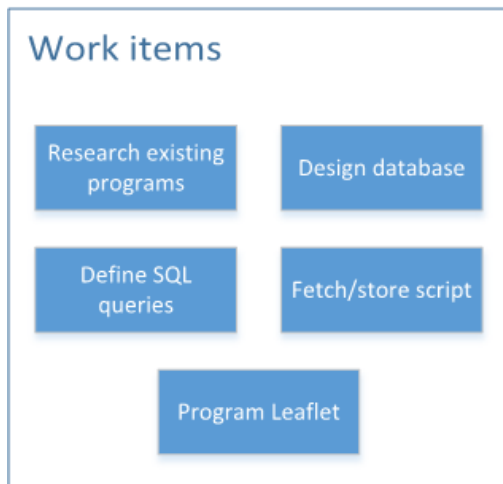 Work items
Research existing
programs
Design database
Define SQL
queries
Fetch/store script
Program Leaflet